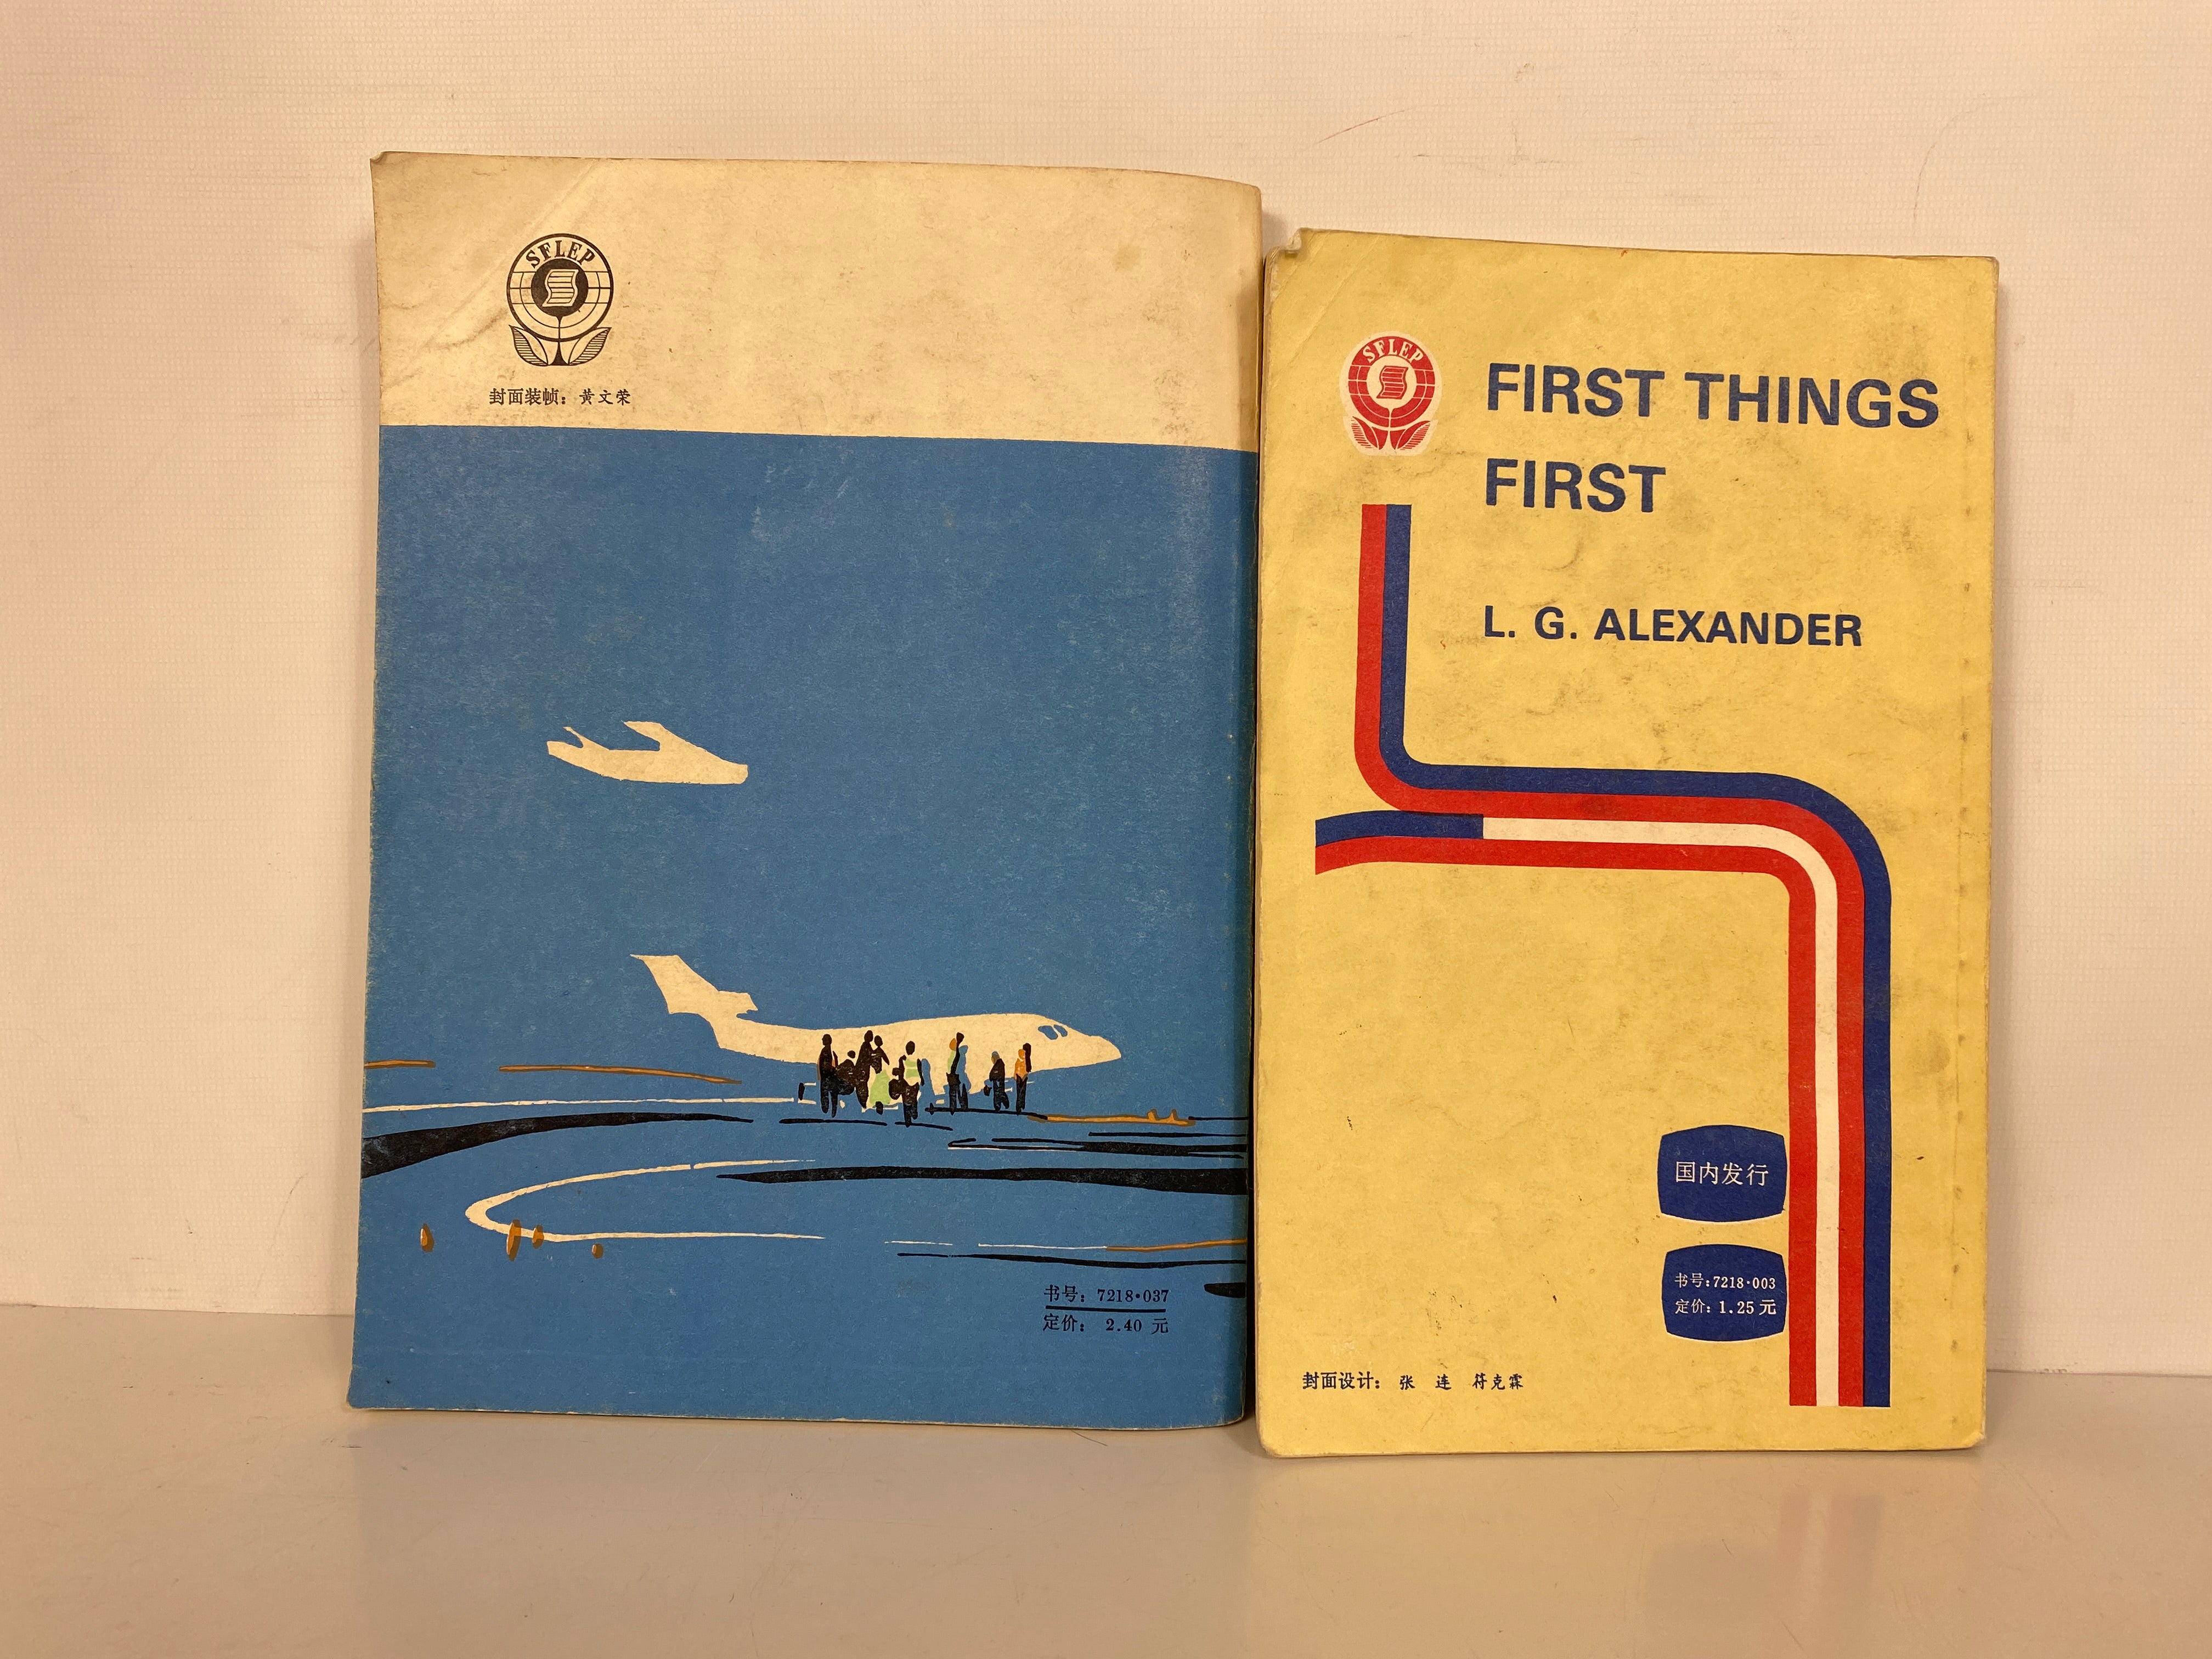 SFLEP
封面装帧：黄文荣
书号：7218·037
定价： 2.40 元
SFLEP
FIRST THINGS
FIRST
L. G. ALEXANDER
国内发行
书号:7218·003
定价：1.25元
封面设计： 张 连 符克霖